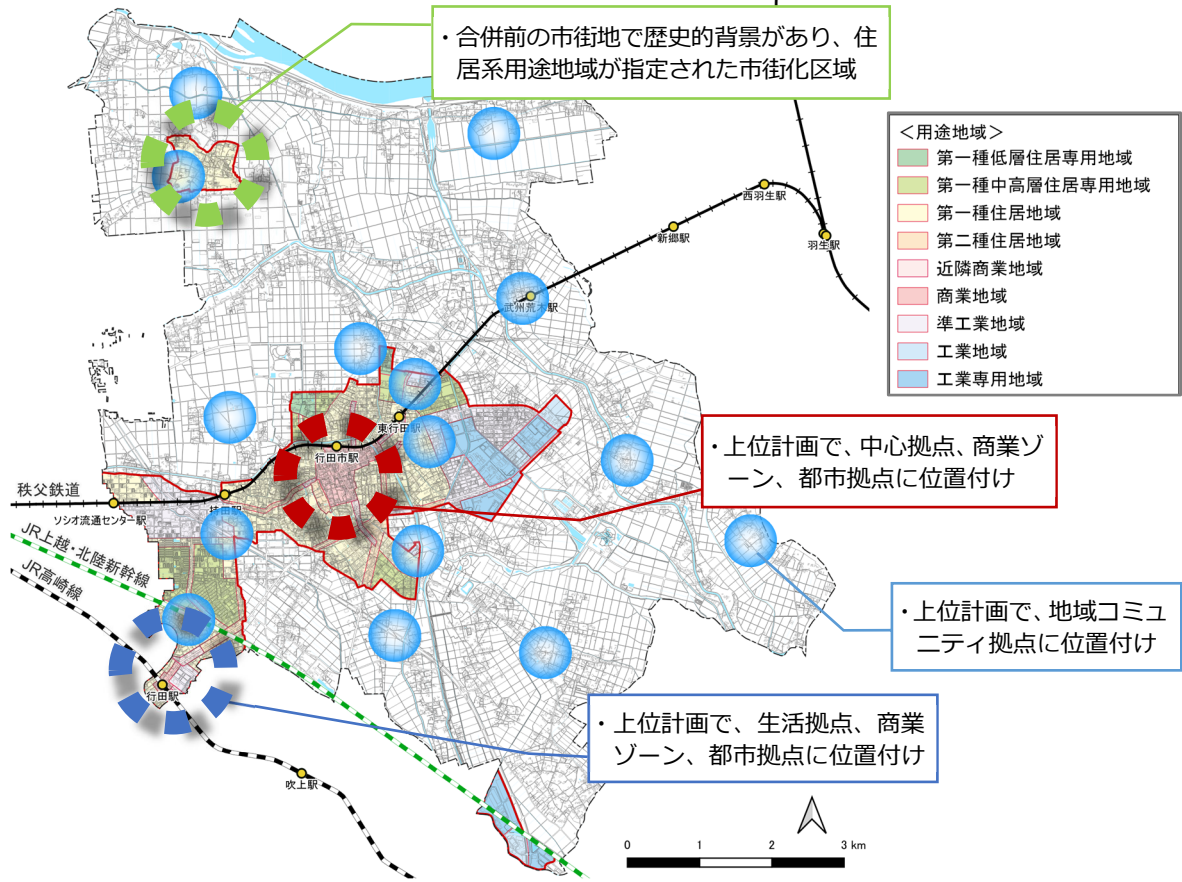 ・合併前の市街地で歴史的背景があり、住
居系用途地域が指定された市街化区域
＜用途地域＞
第一種低層住居専用地域
第一種中高層住居専用地域
第一種住居地域
第二種住居地域
近隣商業地域
商業地域
準工業地域
工業地域
工業専用地域
西羽生駅
新郷駅
羽生駅
武州荒木駅
東行田駅
行田市駅
・上位計画で、中心拠点、商業ゾ
ーン、都市拠点に位置付け
秩父鉄道
持田駅
ソシオ流通センター駅
JR上越・北陸新幹線
JR高崎線
・上位計画で、地域コミュ
ニティ拠点に位置付け
行田駅
・上位計画で、生活拠点、商業
ゾーン、都市拠点に位置付け
吹上駅
0 1 2 3 km